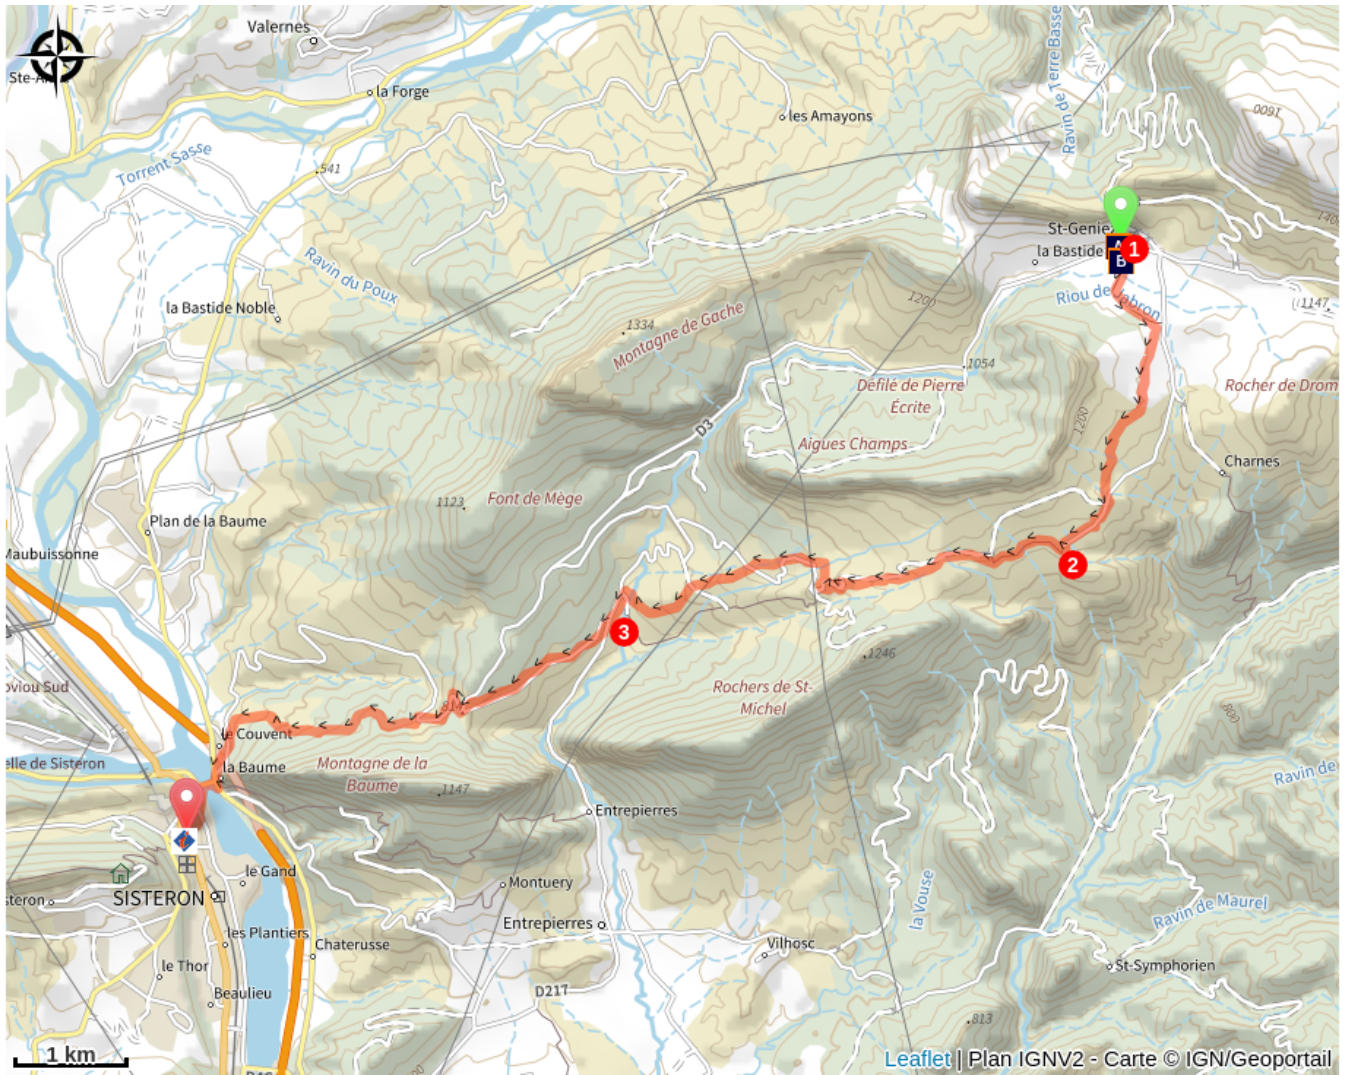 Valernes
la Forge
les Amayons
Ravin de Terre Basse
1600
Torrent Sasse
541
St-Genie
la Bastide
1
B
Ravin du Poux
Riou de Jabron
1147
1200
la Bastide Noble
1334
Montagne de Gache
1054
Défilé de Pierre
Écrite
Rocher de Drom
1200
D3
Aigues Champs
Charnes
1123
Font de Mège
Plan de la Baume
Maubuissonne
2
3
1246
oviou Sud
Rochers de St-
Michel
le Couvent
elle de Sisteron
la Baume
Montagne de la
Baume
1147
800
Ravin de
Entrepierres
le Gand
Montuery
SISTERON
steron
la Vouse
Ravin de Maurel
Entrepierres
les Plantiers
Chaterusse
Vilhosc
le Thor
St-Symphorien
Beaulieu
D217
813
1 km
Leaflet | Plan IGNV2 - Carte © IGN/Geoportail